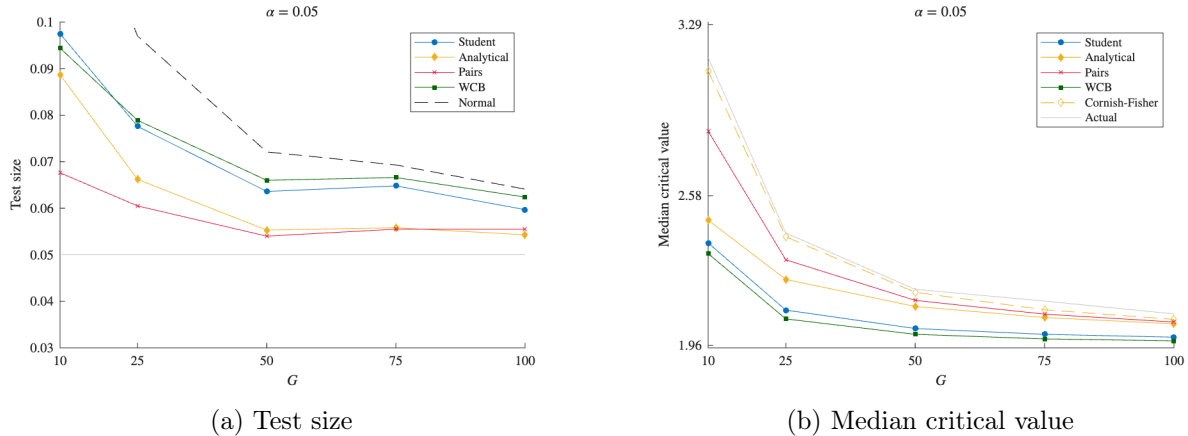 α = 0.05
0.1
0.09
0.08
0.07
0.06
0.05
0.04
0.03
Test size
10
25
50
75
100
G
Student
Analytical
Pairs
WCB
Normal
(a) Test size
α = 0.05
3.29
2.58
1.96
Median critical value
10
25
50
75
100
G
Student
Analytical
Pairs
WCB
Cornish-Fisher
Actual
(b) Median critical value